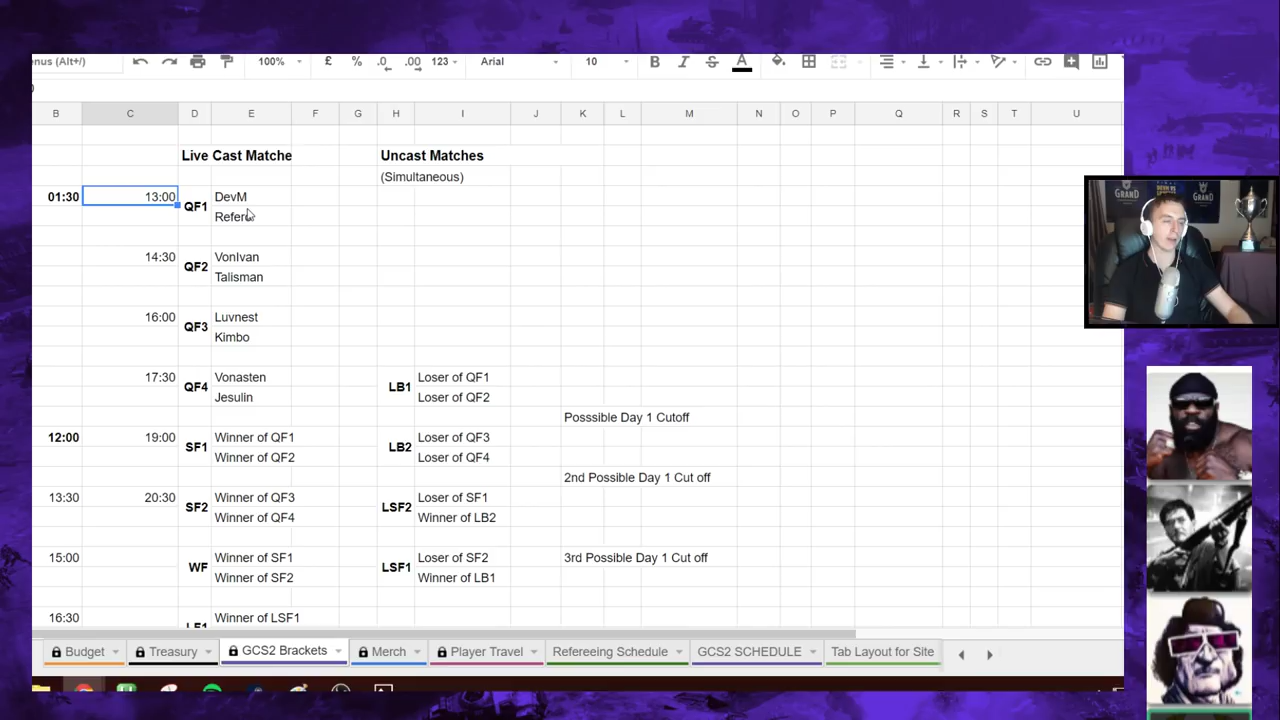 enus (Alt+/) 100% £ % .0 .00 123 Arial 10 B I S A
B C D E F G H I J K L M N O P Q R S T U
Live Cast Matche Uncast Matches
(Simultaneous)
01:30 13:00 QF1 DevM
Refere
14:30 QF2 VonIvan
Talisman
16:00 QF3 Luvnest
Kimbo
17:30 QF4 Vonasten LB1 Loser of QF1
Jesulin Loser of QF2
Posssible Day 1 Cutoff
12:00 19:00 SF1 Winner of QF1 LB2 Loser of QF3
Winner of QF2 Loser of QF4
2nd Possible Day 1 Cut off
13:30 20:30 SF2 Winner of QF3 LSF2 Loser of SF1
Winner of QF4 Winner of LB2
15:00 WF Winner of SF1 LSF1 Loser of SF2 3rd Possible Day 1 Cut off
Winner of SF2 Winner of LB1
16:30 LF1 Winner of LSF1
Budget Treasury GCS2 Brackets Merch Player Travel Refereeing Schedule GCS2 SCHEDULE Tab Layout for Site
GRAND
GRAND